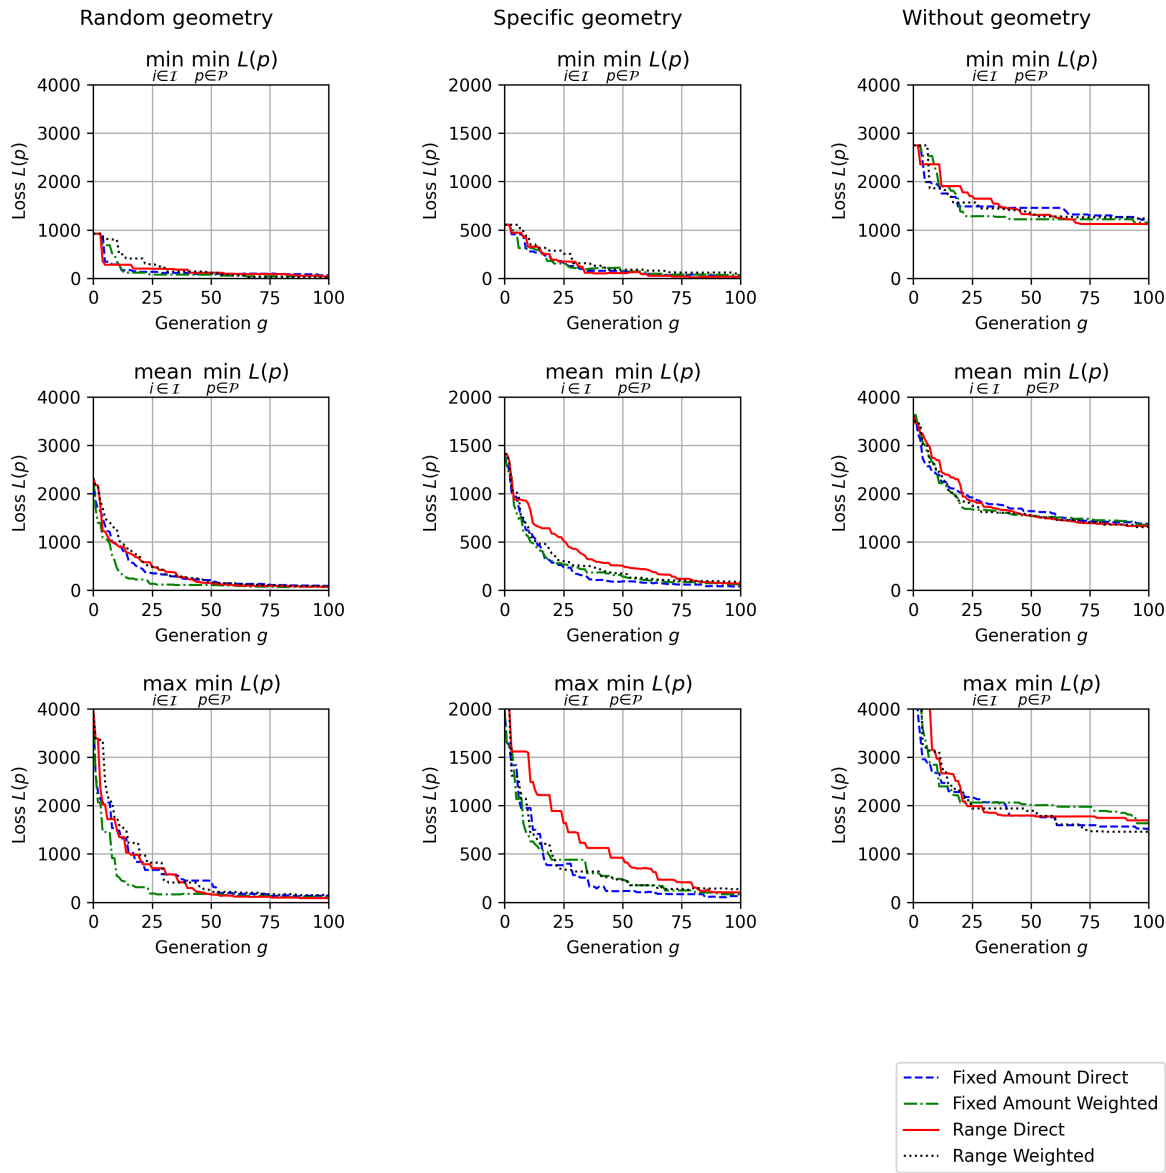 Random geometry
Specific geometry
Without geometry
min min L(p)
i∈ℐ p∈𝒫
4000
3000
2000
1000
0
Loss L(p)
0 25 50 75 100
Generation g
min min L(p)
i∈ℐ p∈𝒫
2000
1500
1000
500
0
Loss L(p)
0 25 50 75 100
Generation g
min min L(p)
i∈ℐ p∈𝒫
4000
3000
2000
1000
0
Loss L(p)
0 25 50 75 100
Generation g
mean min L(p)
i∈ℐ p∈𝒫
4000
3000
2000
1000
0
Loss L(p)
0 25 50 75 100
Generation g
mean min L(p)
i∈ℐ p∈𝒫
2000
1500
1000
500
0
Loss L(p)
0 25 50 75 100
Generation g
mean min L(p)
i∈ℐ p∈𝒫
4000
3000
2000
1000
0
Loss L(p)
0 25 50 75 100
Generation g
max min L(p)
i∈ℐ p∈𝒫
4000
3000
2000
1000
0
Loss L(p)
0 25 50 75 100
Generation g
max min L(p)
i∈ℐ p∈𝒫
2000
1500
1000
500
0
Loss L(p)
0 25 50 75 100
Generation g
max min L(p)
i∈ℐ p∈𝒫
4000
3000
2000
1000
0
Loss L(p)
0 25 50 75 100
Generation g
Fixed Amount Direct
Fixed Amount Weighted
Range Direct
Range Weighted